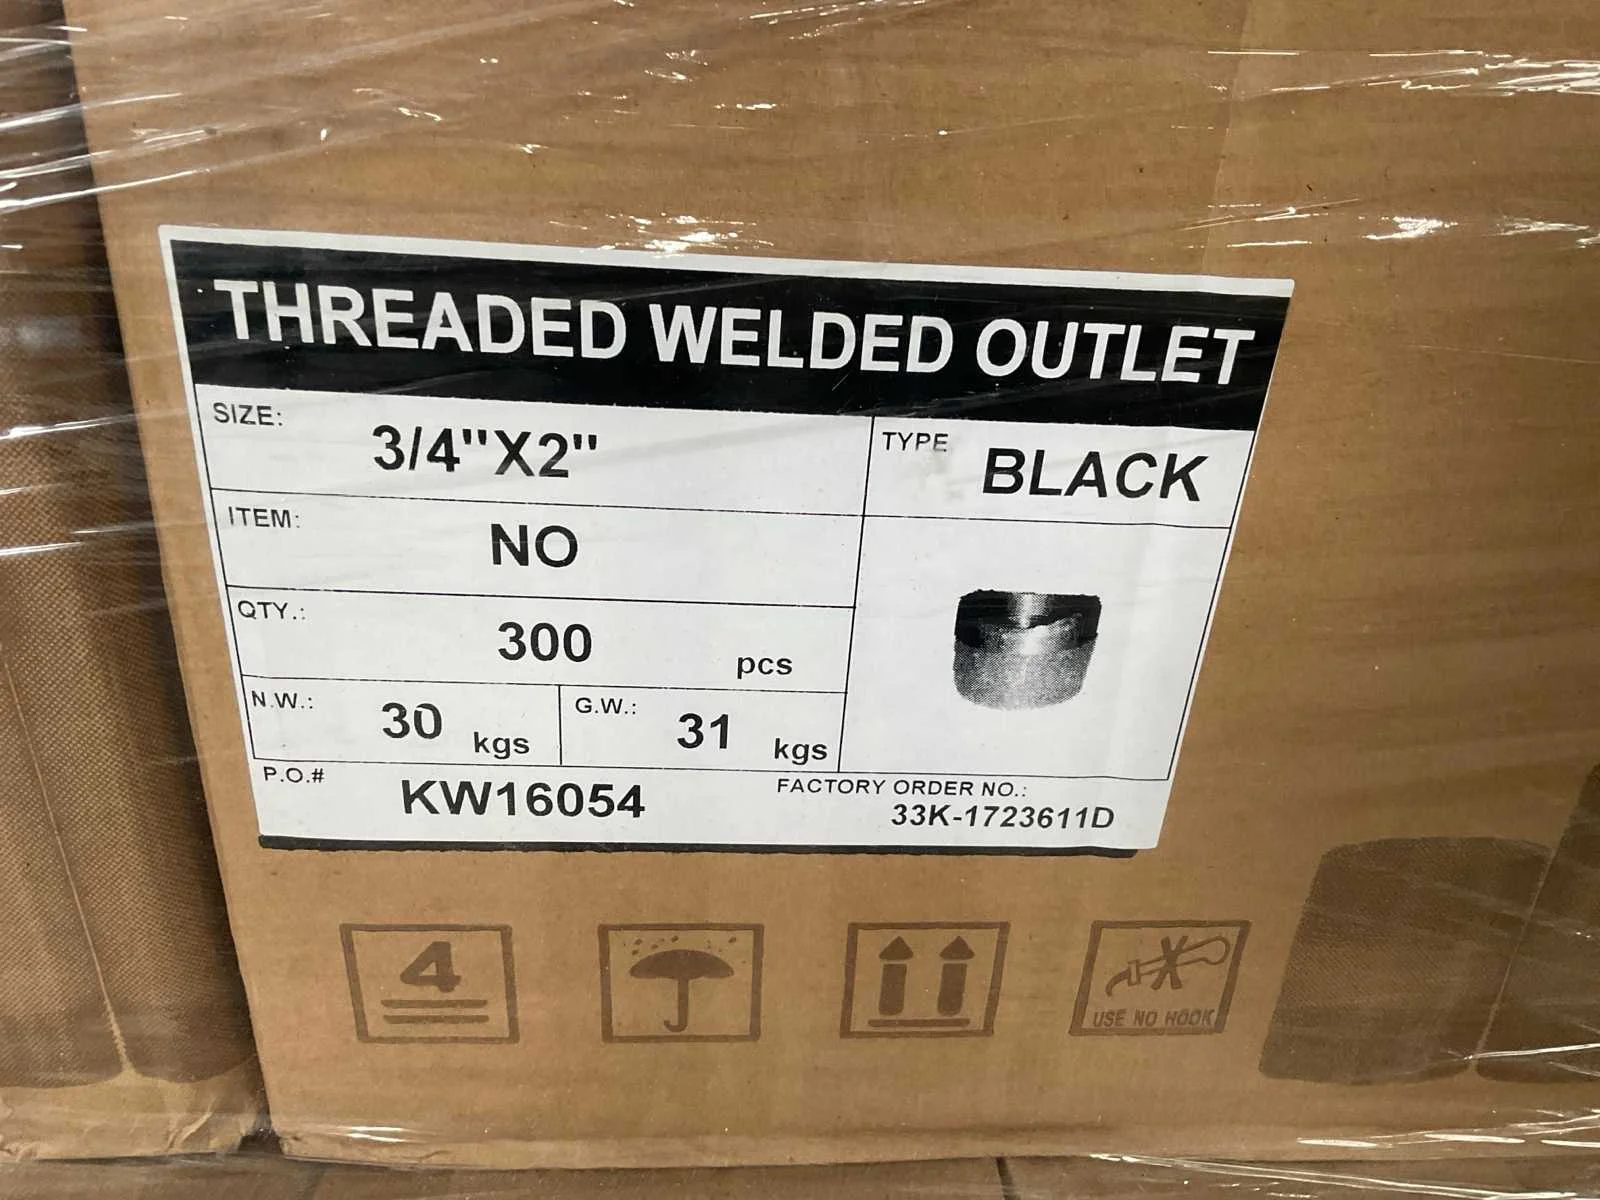 THREADED WELDED OUTLET
SIZE: 3/4"X2"
TYPE BLACK
ITEM: NO
QTY.: 300 pcs
N.W.: 30 kgs G.W.: 31 kgs
P.O.# KW16054
FACTORY ORDER NO.:
33K-1723611D
4
USE NO HOOK